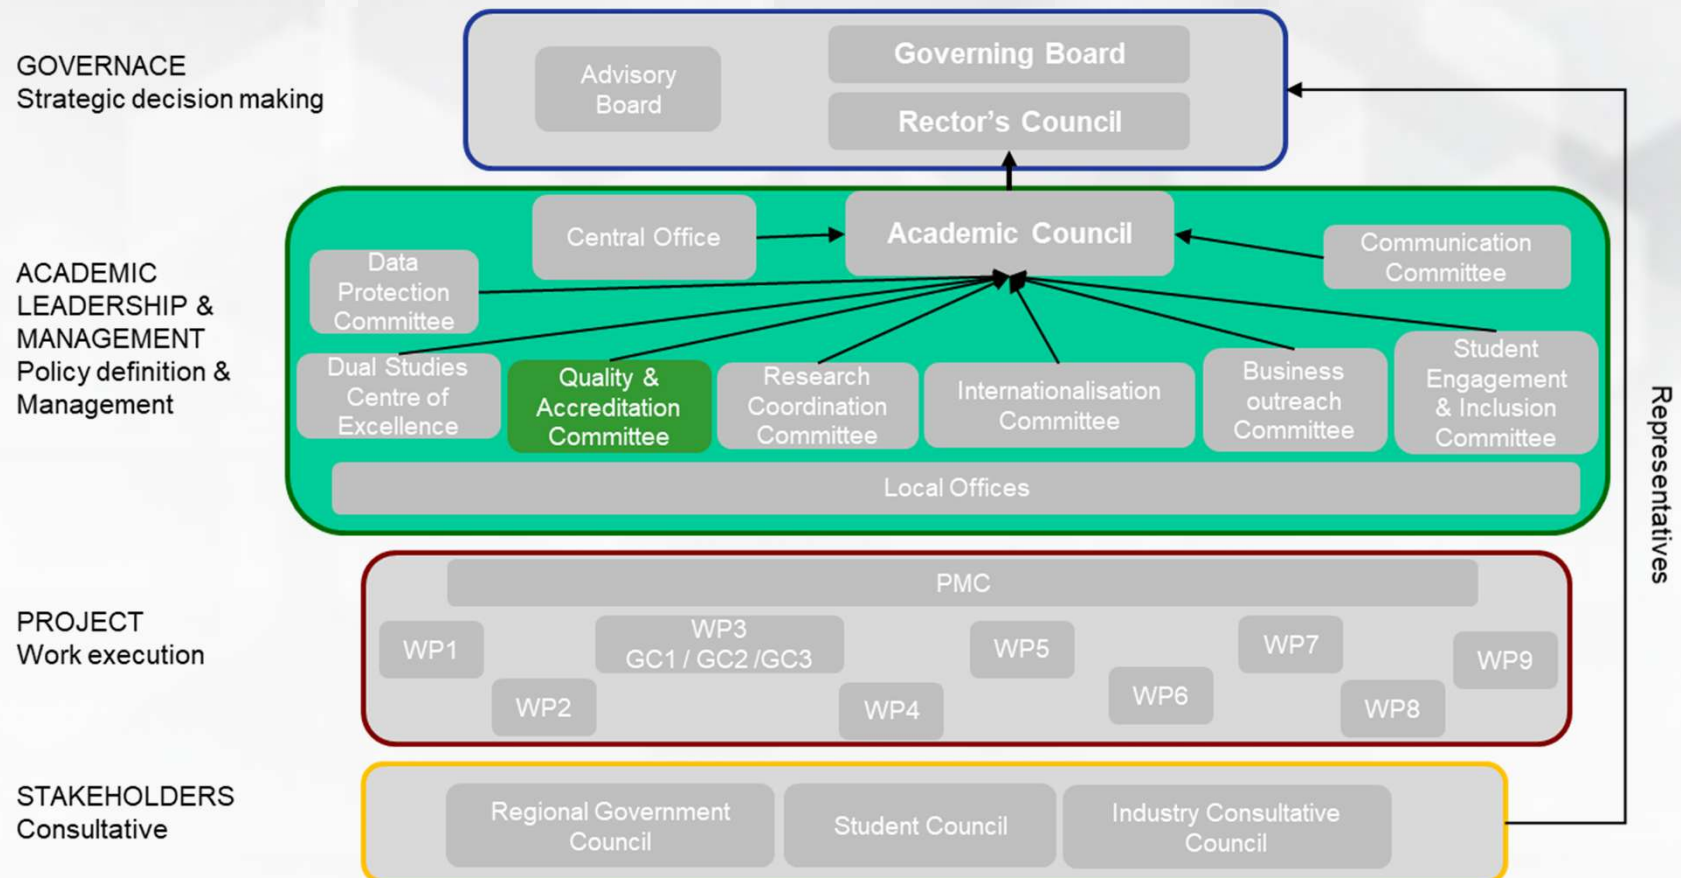 GOVERNACE
Strategic decision making
Advisory
Board
Governing Board
Rector's Council
ACADEMIC
LEADERSHIP &
MANAGEMENT
Policy definition &
Management
Central Office
Academic Council
Communication
Committee
Data
Protection
Committee
Dual Studies
Centre of
Excellence
Quality &
Accreditation
Committee
Research
Coordination
Committee
Internationalisation
Committee
Business
outreach
Committee
Student
Engagement
& Inclusion
Committee
Local Offices
Representatives
PROJECT
Work execution
PMC
WP1
WP2
WP3
GC1 / GC2 /GC3
WP4
WP5
WP6
WP7
WP8
WP9
STAKEHOLDERS
Consultative
Regional Government
Council
Student Council
Industry Consultative
Council